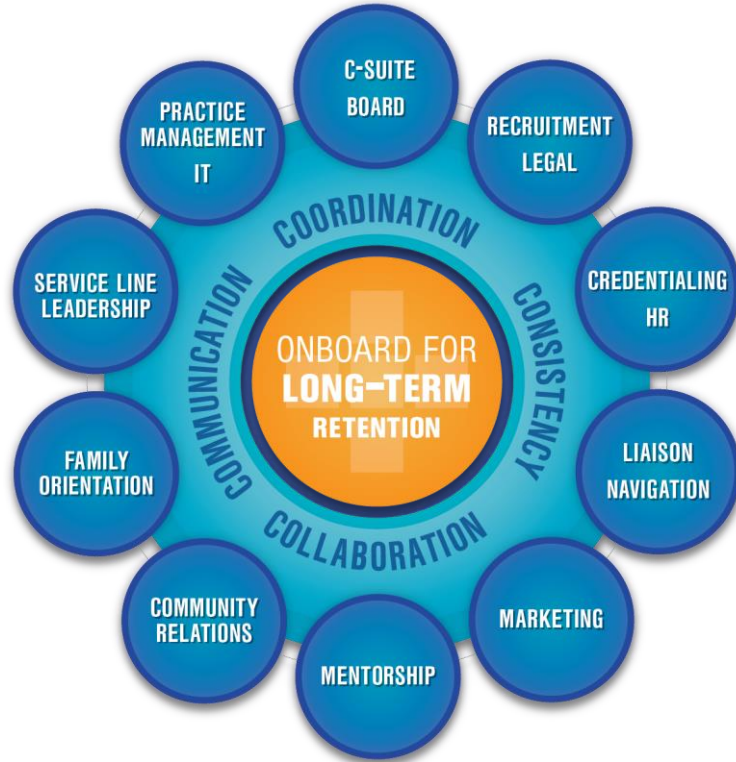 C-SUITE
BOARD
RECRUITMENT
LEGAL
CREDENTIALING
HR
LIAISON
NAVIGATION
MARKETING
MENTORSHIP
COMMUNITY
RELATIONS
FAMILY
ORIENTATION
SERVICE LINE
LEADERSHIP
PRACTICE
MANAGEMENT
IT
COORDINATION
CONSISTENCY
COLLABORATION
COMMUNICATION
ONBOARD FOR
LONG-TERM
RETENTION